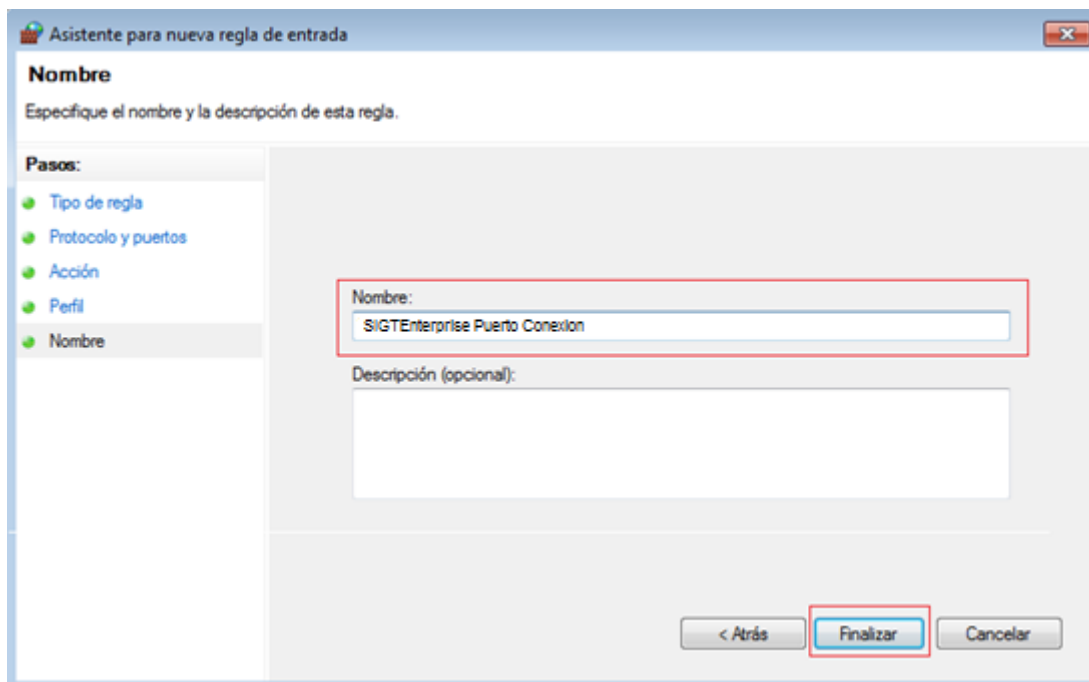 Asistente para nueva regla de entrada
Nombre
Especifique el nombre y la descripción de esta regla.
Pasos:
Tipo de regla
Protocolo y puertos
Acción
Perfil
Nombre
Nombre:
SIGTEnterprise Puerto Conexion
Descripción (opcional):
< Atrás
Finalizar
Cancelar